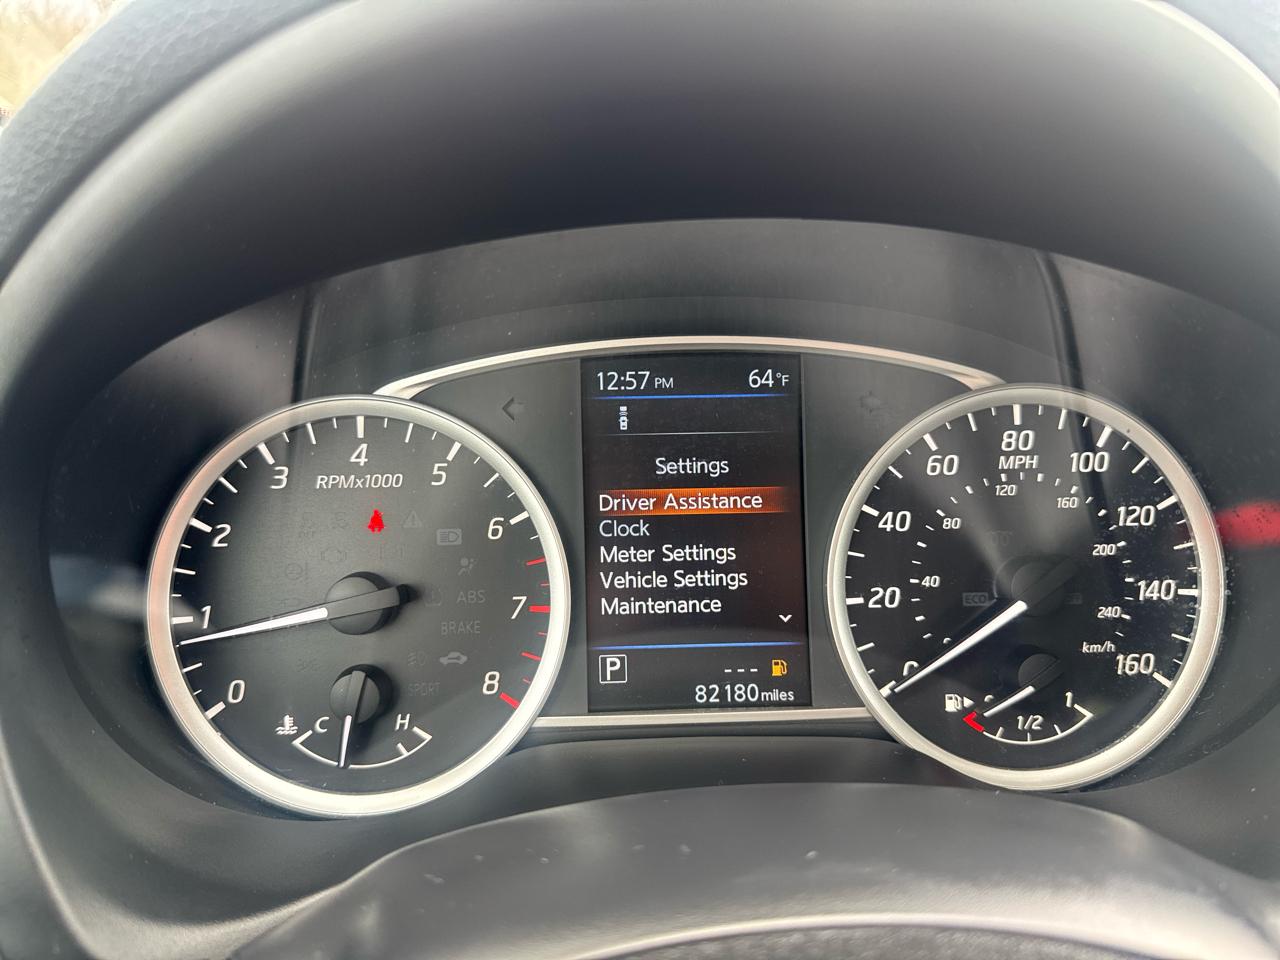 12:57 PM 64°F
Settings
Driver Assistance
Clock
Meter Settings
Vehicle Settings
Maintenance
P
---
82180 miles
0
1
2
3
4
5
6
7
8
RPMx1000
ABS
BRAKE
SPORT
C H
0
20
40
60
80
100
120
140
160
MPH
40
80
120
160
200
240
km/h
ECO
0 1/2 1